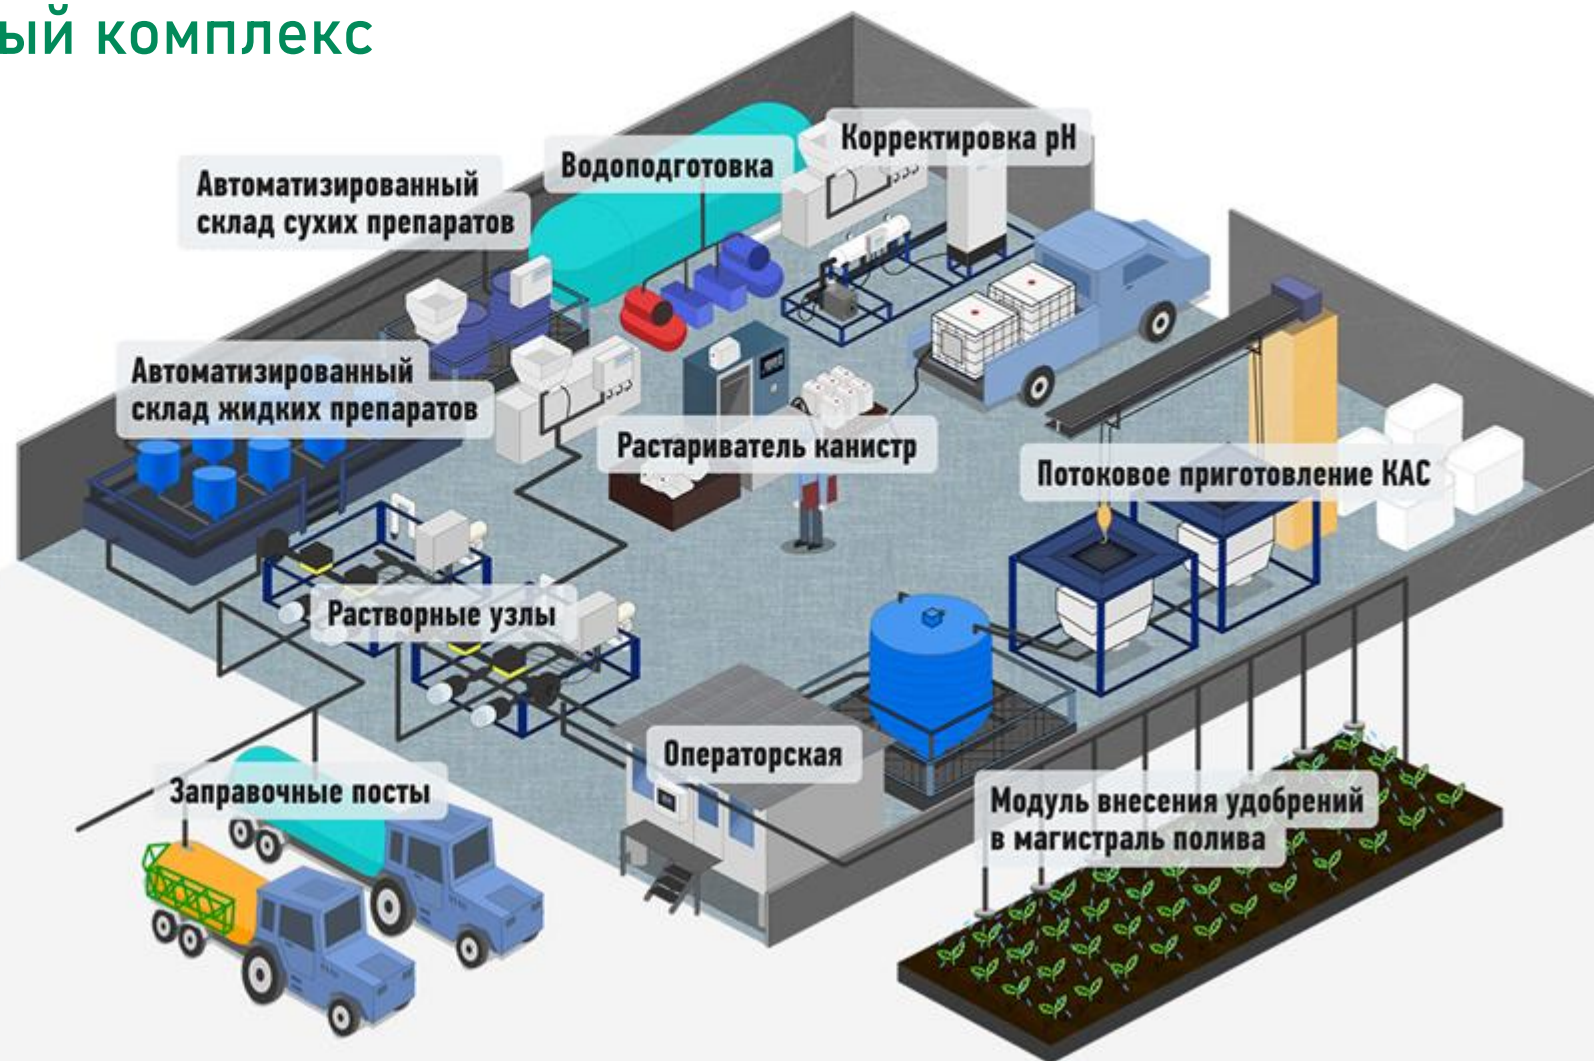 ый комплекс
Корректировка pH
Водоподготовка
Автоматизированный
склад сухих препаратов
Автоматизированный
склад жидких препаратов
Растариватель канистр
Потоковое приготовление КАС
Растворные узлы
Операторская
Заправочные посты
Модуль внесения удобрений
в магистраль полива